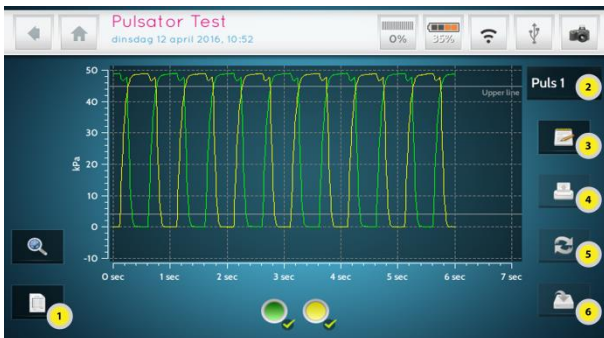 Pulsator Test
dinsdag 12 april 2016, 10:52
0%
35%
50
40
30
20
10
0
-10
kPa
Upper line
0 sec
1 sec
2 sec
3 sec
4 sec
5 sec
6 sec
7 sec
Puls 1
2
3
4
5
6
1